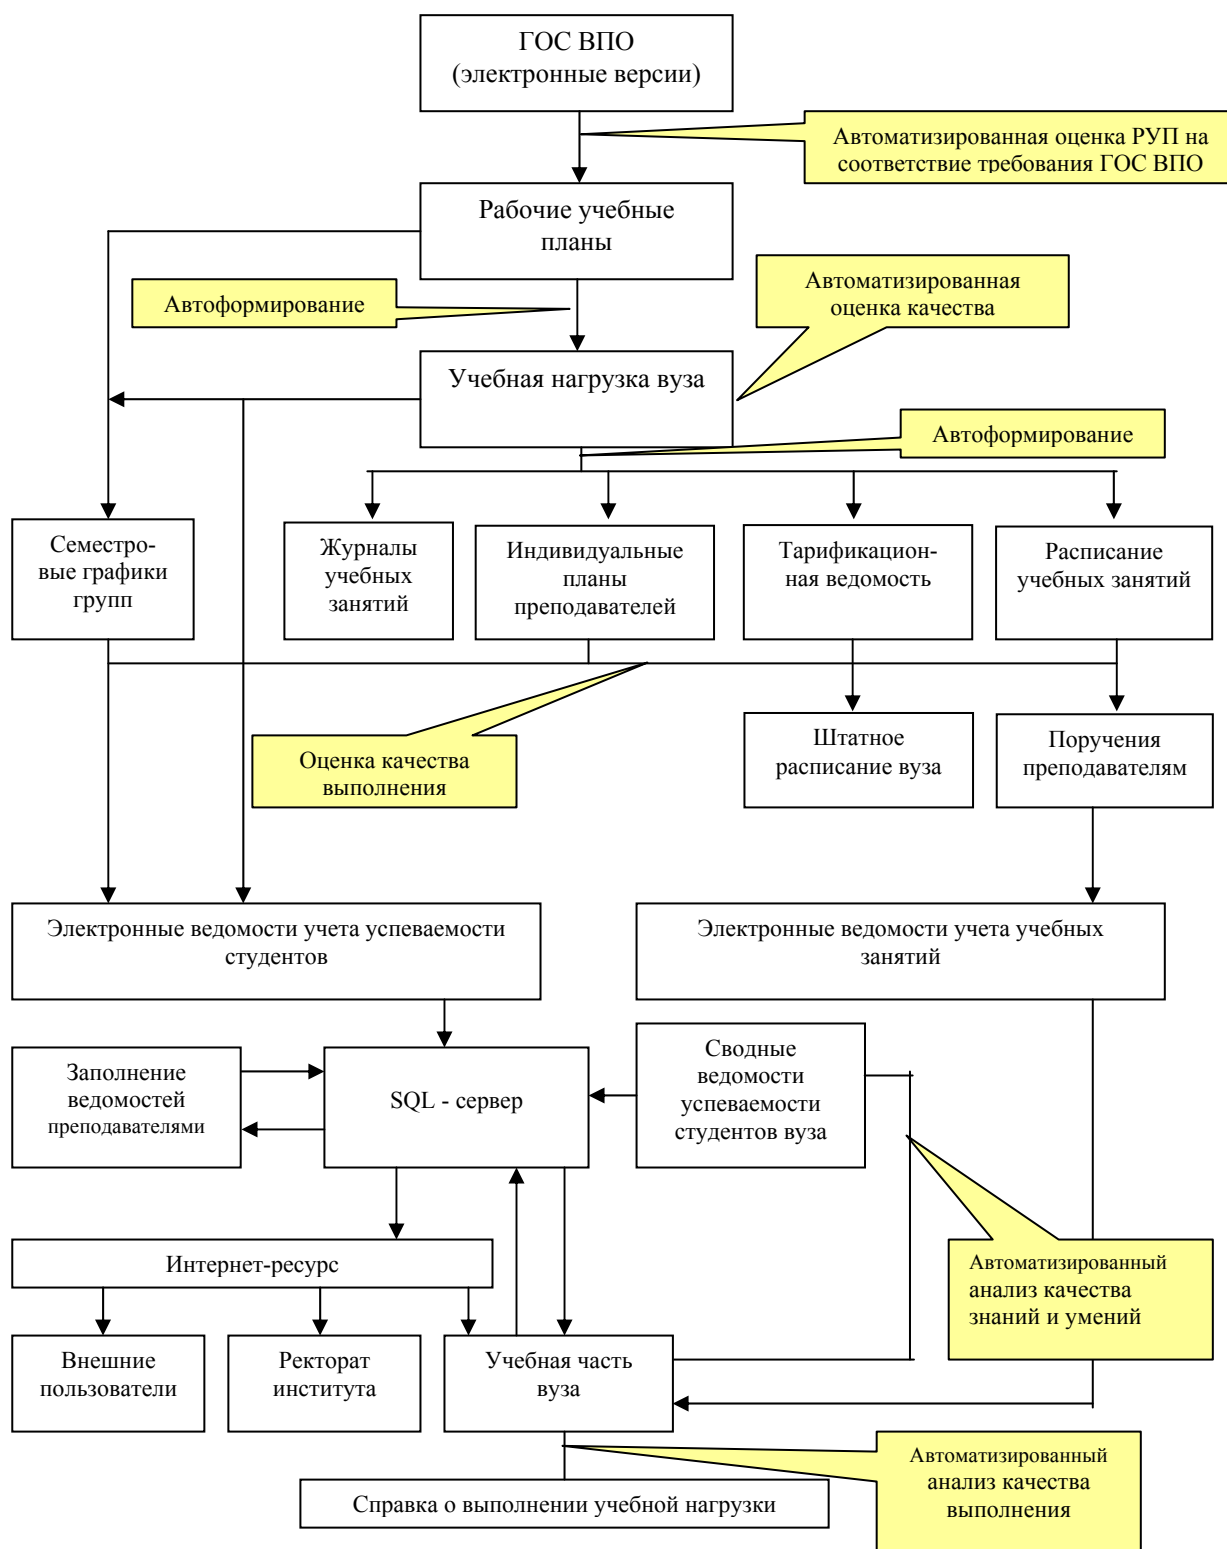 ГОС ВПО
(электронные версии)
Автоматизированная оценка РУП на
соответствие требования ГОС ВПО
Рабочие учебные
планы
Автоформирование
Автоматизированная
оценка качества
Учебная нагрузка вуза
Автоформирование
Семестро-
вые графики
групп
Журналы
учебных
занятий
Индивидуальные
планы
преподавателей
Тарификацион-
ная ведомость
Расписание
учебных занятий
Оценка качества
выполнения
Штатное
расписание вуза
Поручения
преподавателям
Электронные ведомости учета успеваемости
студентов
Электронные ведомости учета учебных
занятий
Заполнение
ведомостей
преподавателями
SQL - сервер
Сводные
ведомости
успеваемости
студентов вуза
Интернет-ресурс
Автоматизированный
анализ качества
знаний и умений
Внешние
пользователи
Ректорат
института
Учебная часть
вуза
Автоматизированный
анализ качества
выполнения
Справка о выполнении учебной нагрузки